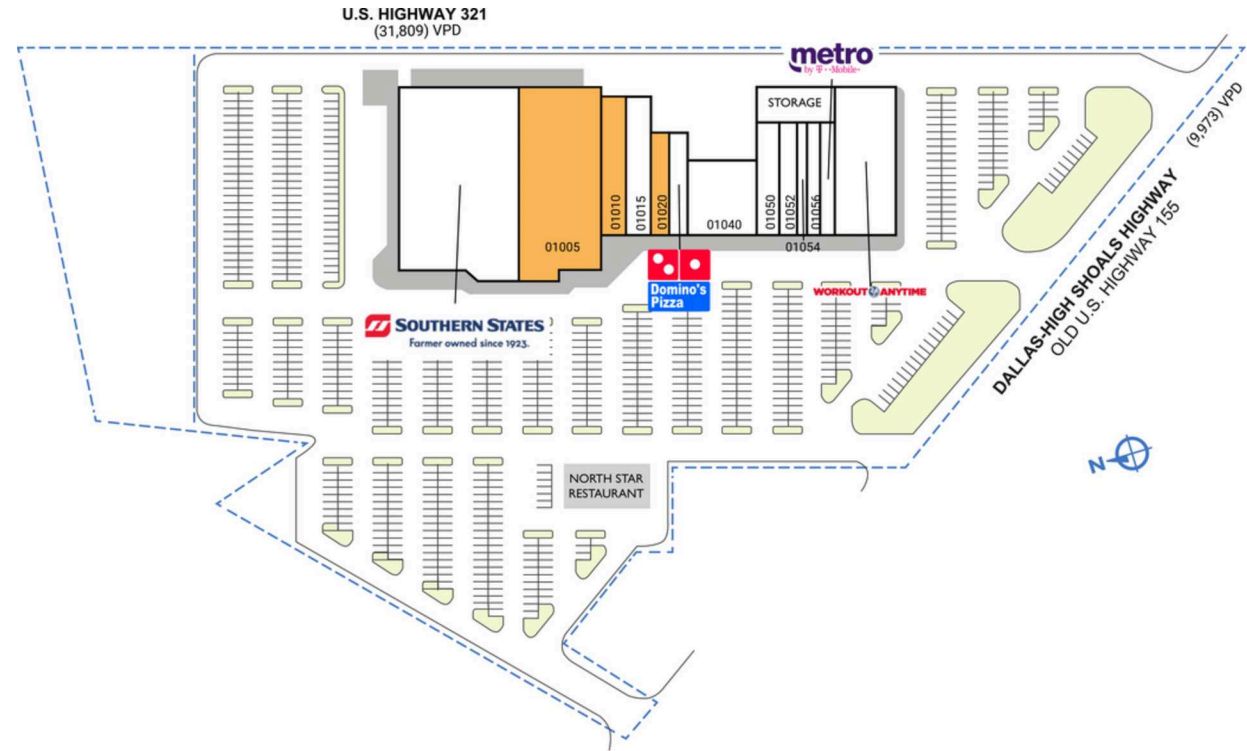 U.S. HIGHWAY 321
(31,809) VPD
metro
by T-Mobile
STORAGE
(9,973) VPD
DALLAS-HIGH SHOALS HIGHWAY
OLD U.S. HIGHWAY 155
01005
01010
01015
01020
01040
01050
01052
01056
01054
Domino's
Pizza
WORKOUT ANYTIME
SOUTHERN STATES
Farmer owned since 1923.
N
NORTH STAR
RESTAURANT